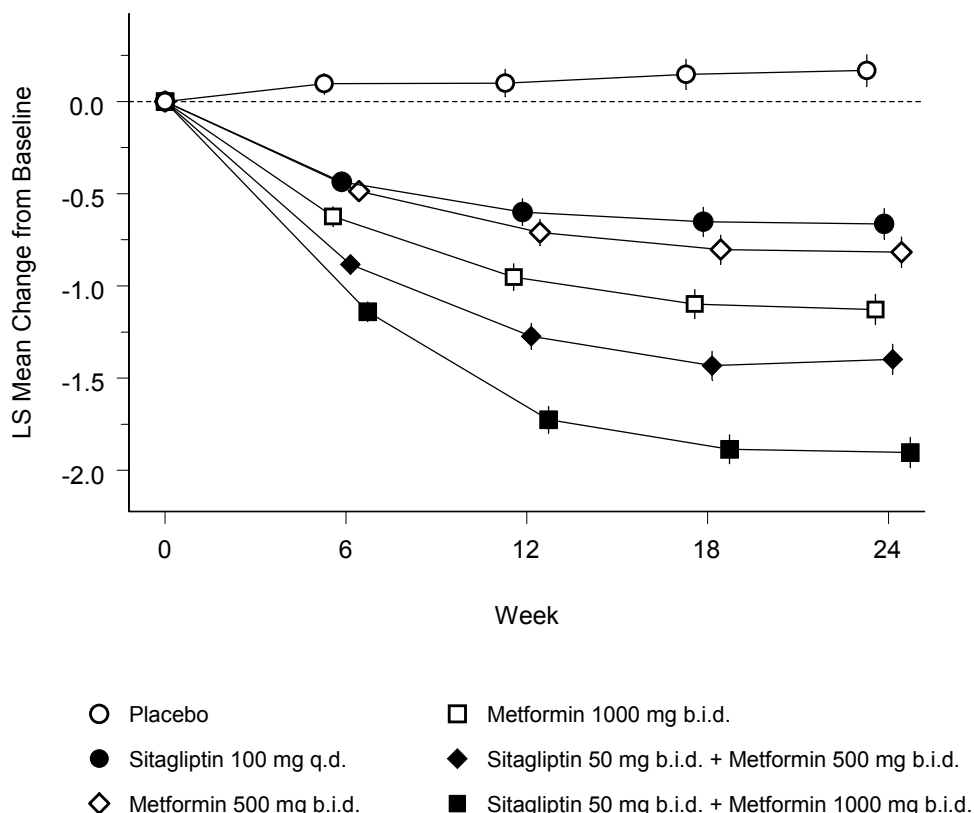 LS Mean Change from Baseline
0.0
-0.5
-1.0
-1.5
-2.0
0 6 12 18 24
Week
Placebo
Metformin 1000 mg b.i.d.
Sitagliptin 100 mg q.d.
Sitagliptin 50 mg b.i.d. + Metformin 500 mg b.i.d.
Metformin 500 mg b.i.d.
Sitagliptin 50 mg b.i.d. + Metformin 1000 mg b.i.d.